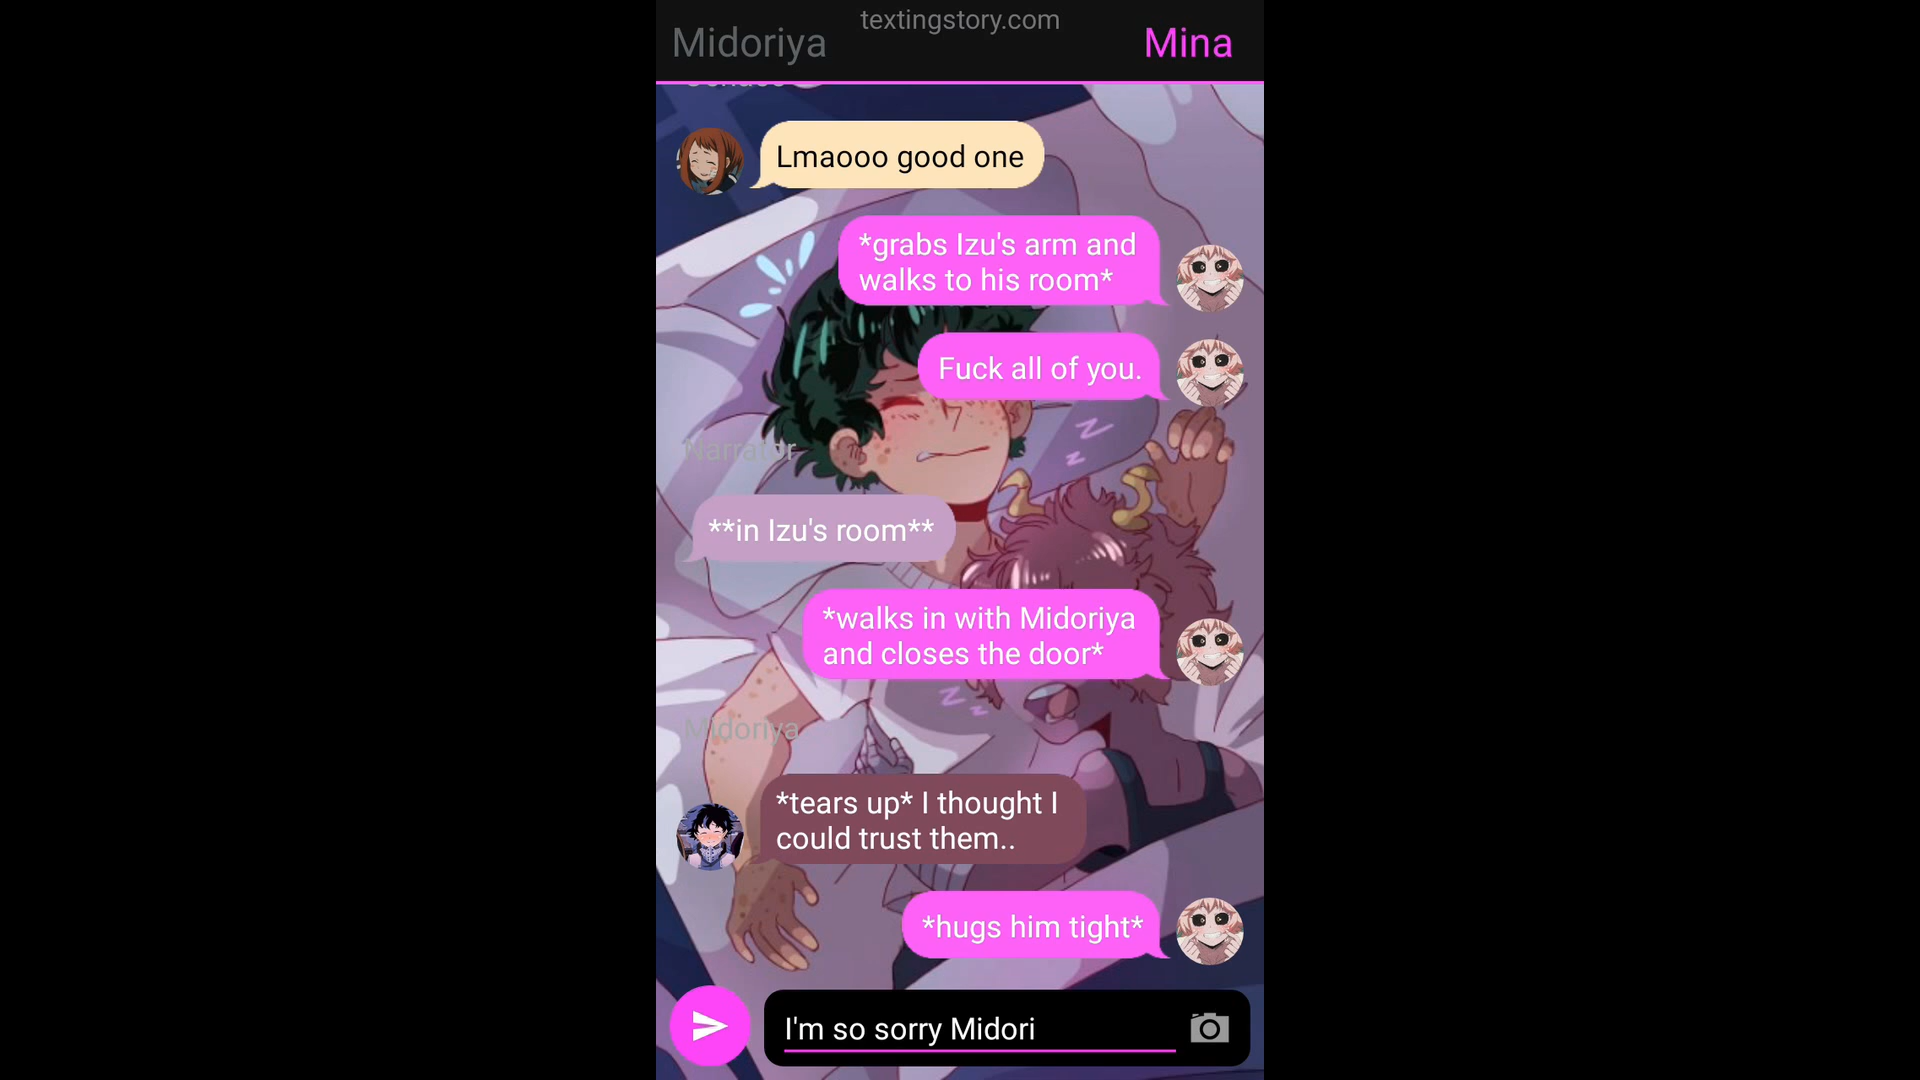 textingstory.com
Midoriya
Mina
Lmaooo good one
*grabs Izu's arm and
walks to his room*
Fuck all of you.
Narrator
**in Izu's room**
*walks in with Midoriya
and closes the door*
Midoriya
*tears up* I thought I
could trust them..
*hugs him tight*
I'm so sorry Midori